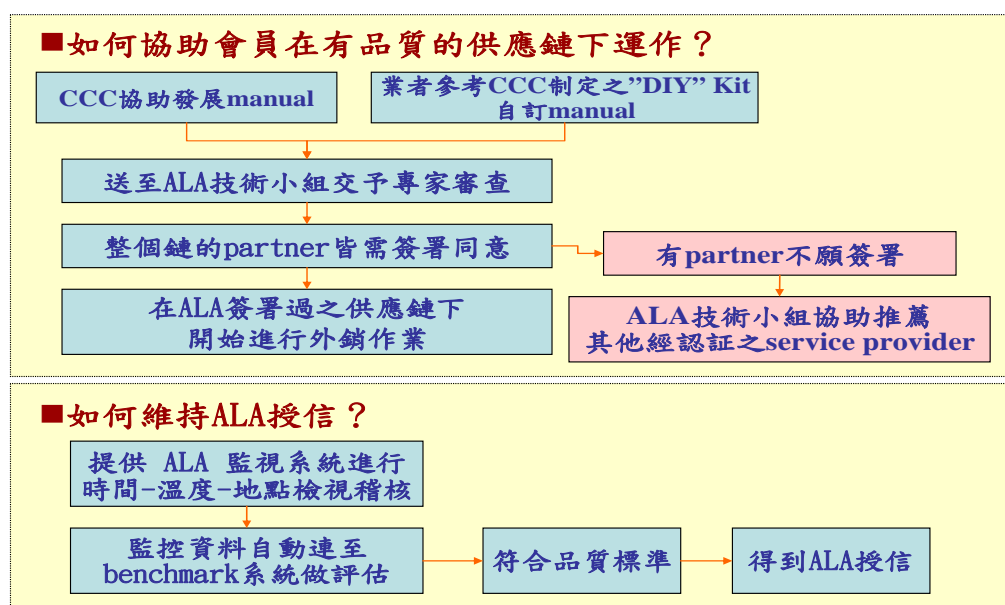 ■如何協助會員在有品質的供應鏈下運作？
CCC協助發展manual
業者參考CCC制定之”DIY” Kit
自訂manual
送至ALA技術小組交予專家審查
整個鏈的partner皆需簽署同意
有partner不願簽署
在ALA簽署過之供應鏈下
開始進行外銷作業
ALA技術小組協助推薦
其他經認証之service provider
■如何維持ALA授信？
提供 ALA 監視系統進行
時間-溫度-地點檢視稽核
監控資料自動連至
benchmark系統做評估
符合品質標準
得到ALA授信